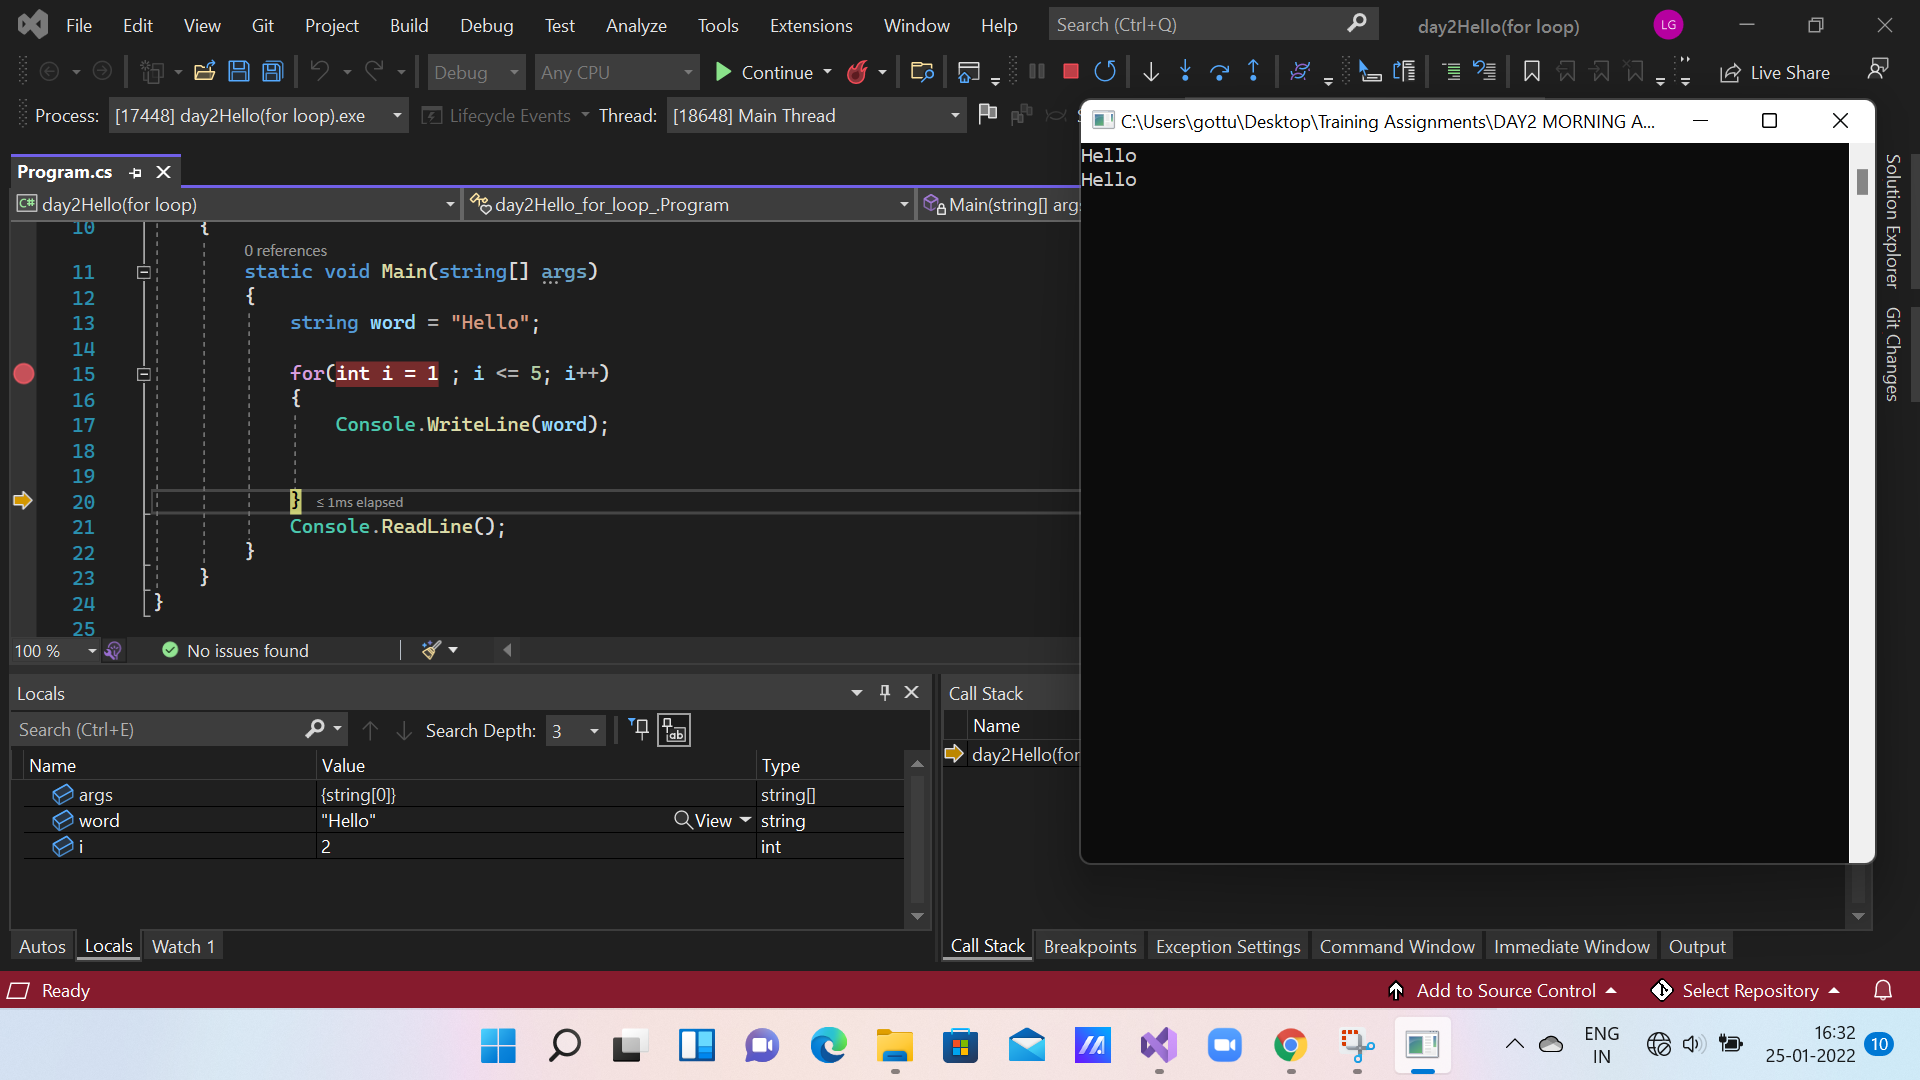 File Edit View Git Project Build Debug Test Analyze Tools Extensions Window Help Search (Ctrl+Q) day2Hello(for loop) LG
Debug Any CPU Continue Live Share
Process: [17448] day2Hello(for loop).exe Lifecycle Events Thread: [18648] Main Thread
C:\Users\gottu\Desktop\Training Assignments\DAY2 MORNING A...
Hello
Hello
Program.cs
day2Hello(for loop) day2Hello_for_loop_.Program Main(string[] args
10 {
0 references
11 static void Main(string[] args)
12 {
13 string word = "Hello";
14
15 for(int i = 1 ; i <= 5; i++)
16 {
17 Console.WriteLine(word);
18
19
20 } ≤ 1ms elapsed
21 Console.ReadLine();
22 }
23 }
24 }
25
Solution Explorer
Git Changes
100 % No issues found
Locals
Search (Ctrl+E) Search Depth: 3
Name Value Type
args {string[0]} string[]
word "Hello" View string
i 2 int
Autos Locals Watch 1
Call Stack
Name
day2Hello(for
Call Stack Breakpoints Exception Settings Command Window Immediate Window Output
Ready Add to Source Control Select Repository
ENG
IN
16:32
25-01-2022
10